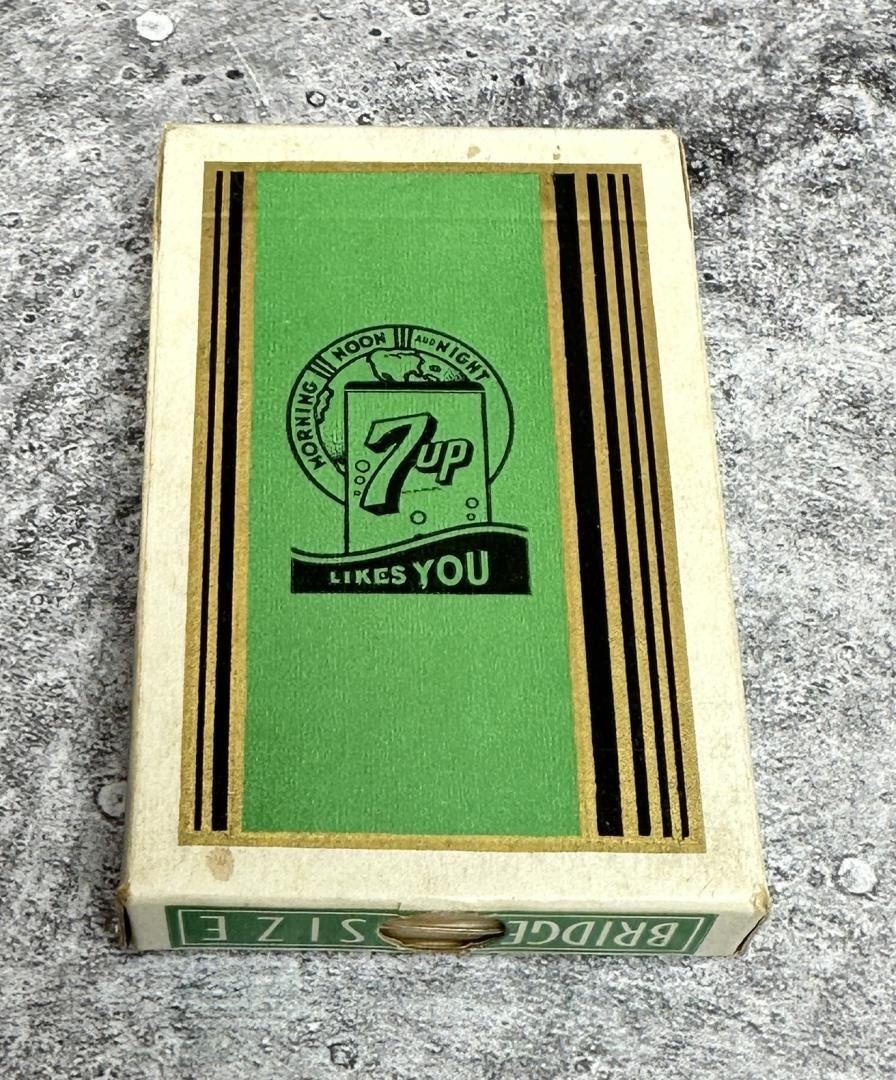 MORNING NOON AND NIGHT
7up
LIKES YOU
BRIDGE SIZE